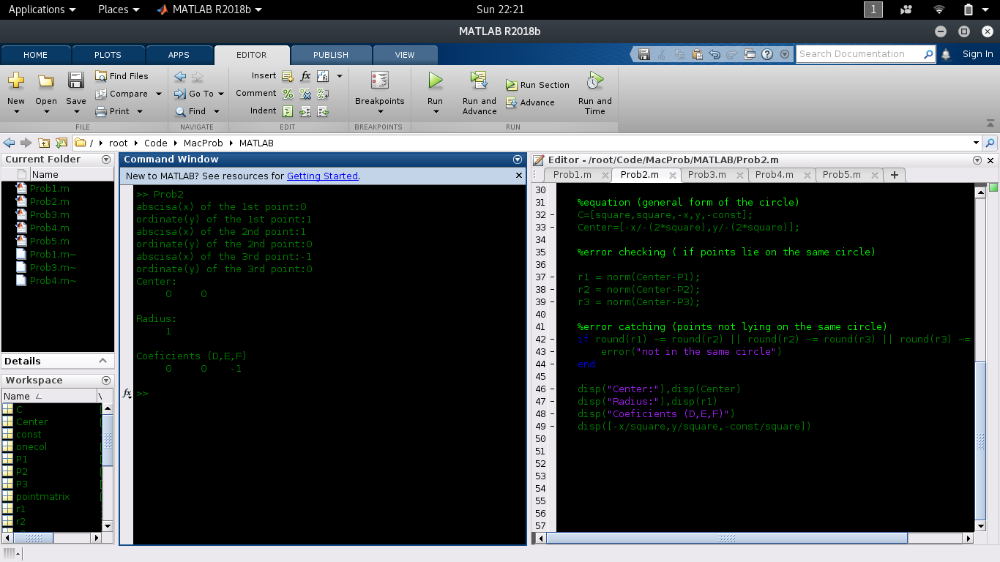 Applications Places MATLAB R2018b Sun 22:21 1
MATLAB R2018b
HOME PLOTS APPS EDITOR PUBLISH VIEW Search Documentation Sign In
New Open Save Find Files Compare Print
FILE
Go To Find
NAVIGATE
Insert fx
Comment % % %
Indent
EDIT
Breakpoints
BREAKPOINTS
Run Run and Advance Run Section Advance Run and Time
RUN
/ root Code MacProb MATLAB
Current Folder
Name
Prob1.m
Prob2.m
Prob3.m
Prob4.m
Prob5.m
Prob1.m~
Prob3.m~
Prob4.m~
Details
Workspace
Name
C
Center
const
onecol
P1
P2
P3
pointmatrix
r1
r2
Command Window
New to MATLAB? See resources for Getting Started.
>> Prob2
abscisa(x) of the 1st point:0
ordinate(y) of the 1st point:1
abscisa(x) of the 2nd point:1
ordinate(y) of the 2nd point:0
abscisa(x) of the 3rd point:-1
ordinate(y) of the 3rd point:0
Center:
0 0
Radius:
1
Coeficients (D,E,F)
0 0 -1
fx >>
Editor - /root/Code/MacProb/MATLAB/Prob2.m
Prob1.m Prob2.m Prob3.m Prob4.m Prob5.m
30
31 %equation (general form of the circle)
32 - C=[square,square,-x,y,-const];
33 - Center=[-x/-(2*square),y/-(2*square)];
34
35 %error checking ( if points lie on the same circle)
36
37 - r1 = norm(Center-P1);
38 - r2 = norm(Center-P2);
39 - r3 = norm(Center-P3);
40
41 %error catching (points not lying on the same circle)
42 - if round(r1) ~= round(r2) || round(r2) ~= round(r3) || round(r3) ~=
43 - error("not in the same circle")
44 - end
45
46 - disp("Center:"),disp(Center)
47 - disp("Radius:"),disp(r1)
48 - disp("Coeficients (D,E,F)")
49 - disp([-x/square,y/square,-const/square])
50
51
52
53
54
55
56
57